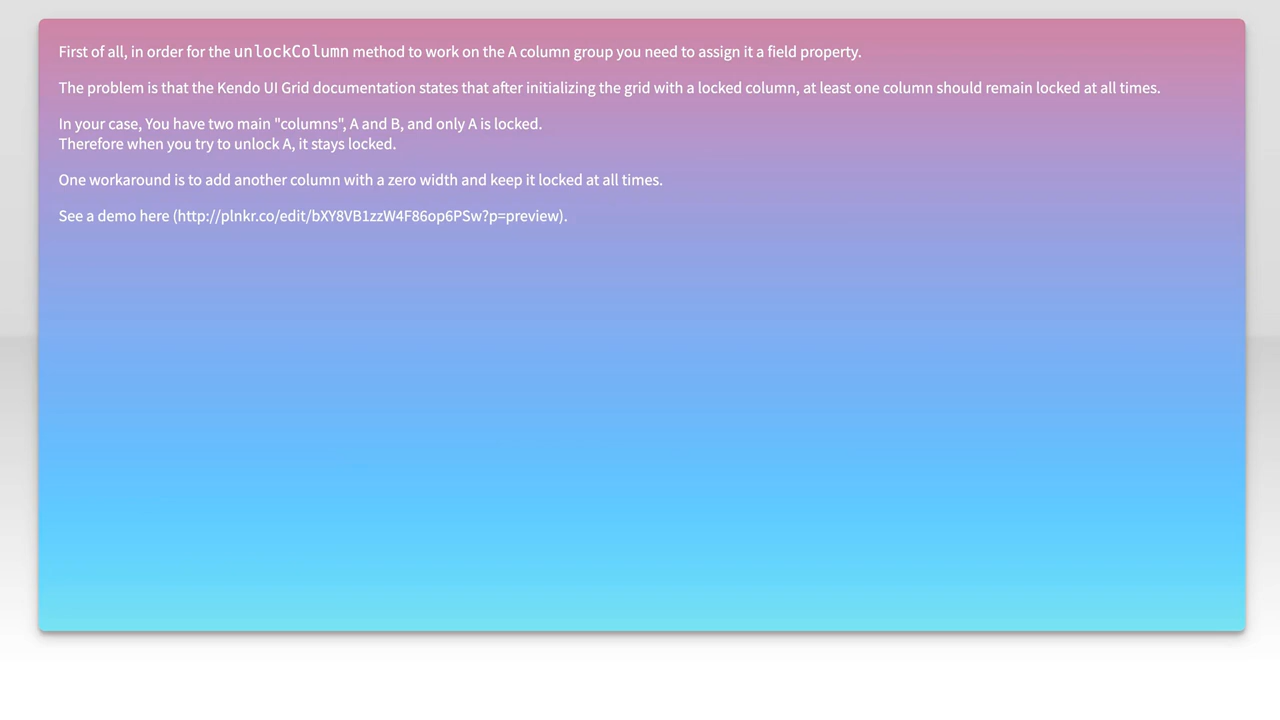 First of all, in order for the unlockColumn method to work on the A column group you need to assign it a field property.
The problem is that the Kendo UI Grid documentation states that after initializing the grid with a locked column, at least one column should remain locked at all times.
In your case, You have two main "columns", A and B, and only A is locked.
Therefore when you try to unlock A, it stays locked.
One workaround is to add another column with a zero width and keep it locked at all times.
See a demo here (http://plnkr.co/edit/bXY8VB1zzW4F86op6PSw?p=preview).